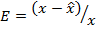 E = (x − x̂)/x